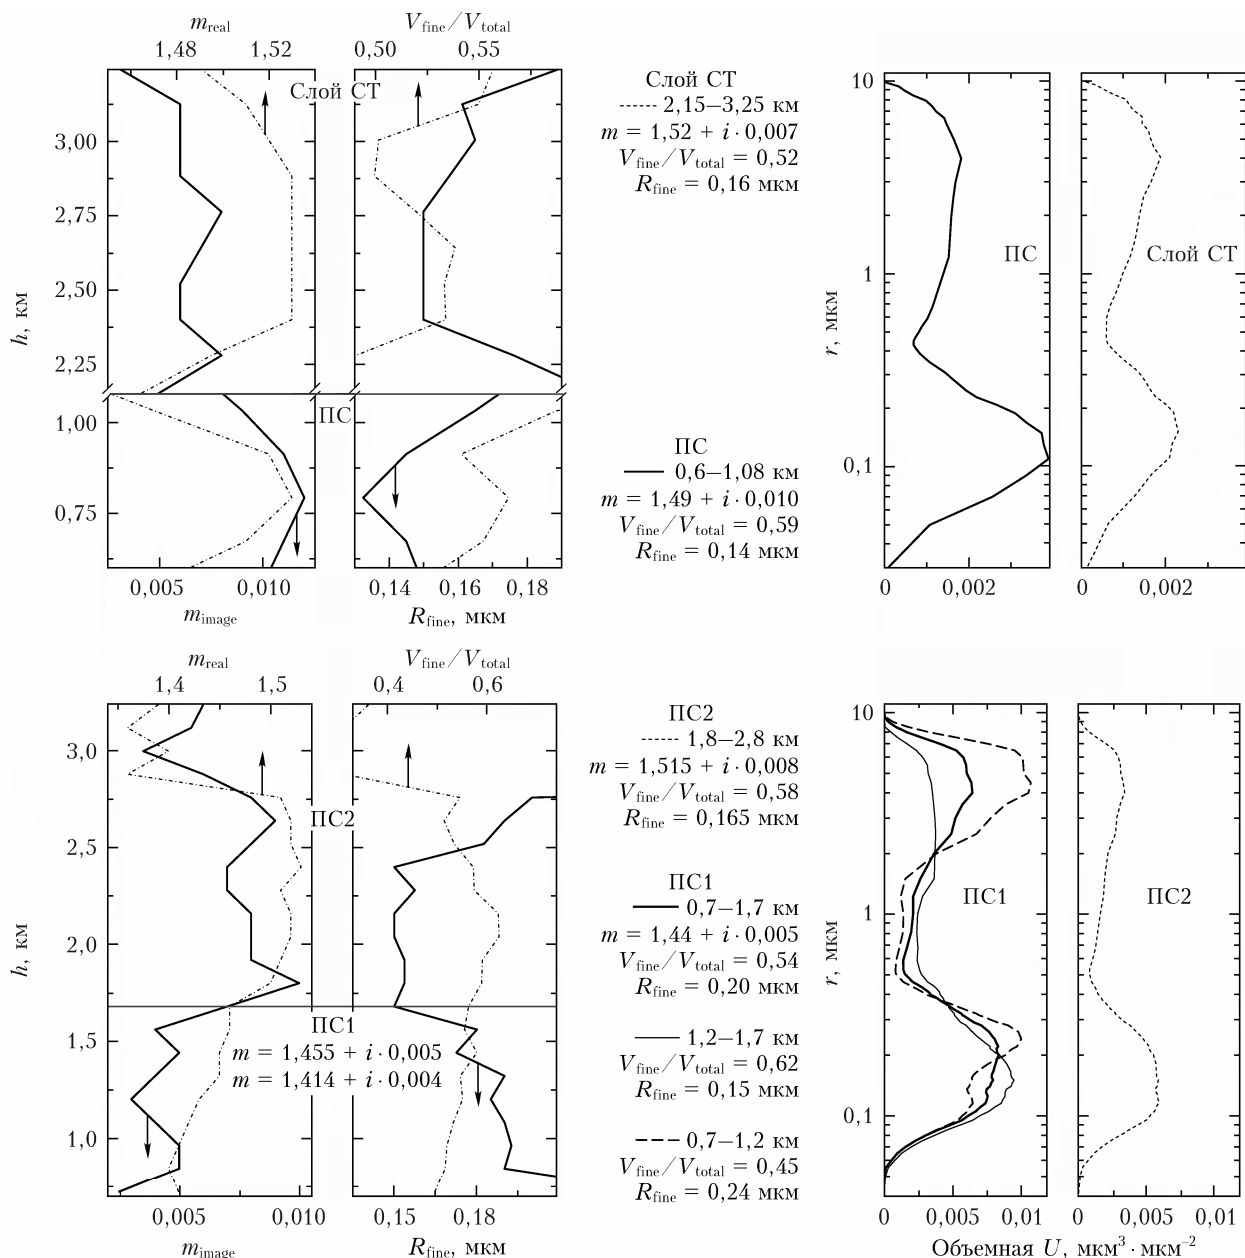 m_real
1,48 1,52
V_fine/V_total
0,50 0,55
Слой СТ
3,00
2,75
2,50
2,25
1,00
0,75
h, км
ПС
0,005 0,010
m_image
0,14 0,16 0,18
R_fine, мкм
Слой СТ
2,15–3,25 км
m = 1,52 + i · 0,007
V_fine/V_total = 0,52
R_fine = 0,16 мкм
ПС
0,6–1,08 км
m = 1,49 + i · 0,010
V_fine/V_total = 0,59
R_fine = 0,14 мкм
10
1
0,1
r, мкм
ПС
Слой СТ
0 0,002
0 0,002
m_real
1,4 1,5
V_fine/V_total
0,4 0,6
3,0
2,5
2,0
1,5
1,0
h, км
ПС2
ПС1
m = 1,455 + i · 0,005
m = 1,414 + i · 0,004
0,005 0,010
m_image
0,15 0,18
R_fine, мкм
ПС2
1,8–2,8 км
m = 1,515 + i · 0,008
V_fine/V_total = 0,58
R_fine = 0,165 мкм
ПС1
0,7–1,7 км
m = 1,44 + i · 0,005
V_fine/V_total = 0,54
R_fine = 0,20 мкм
1,2–1,7 км
V_fine/V_total = 0,62
R_fine = 0,15 мкм
0,7–1,2 км
V_fine/V_total = 0,45
R_fine = 0,24 мкм
10
1
0,1
r, мкм
ПС1
ПС2
0 0,005 0,01
0 0,005 0,01
Объемная U, мкм³ · мкм⁻²